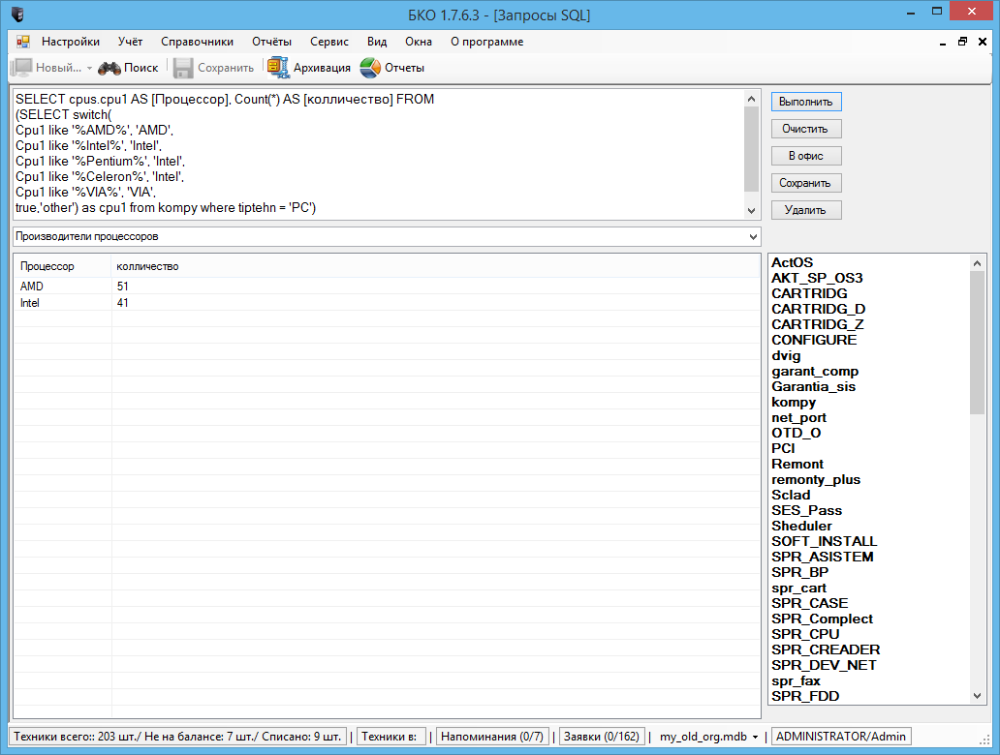 БКО 1.7.6.3 - [Запросы SQL]
Настройки Учёт Справочники Отчёты Сервис Вид Окна О программе
Новый... Поиск Сохранить Архивация Отчеты
SELECT cpus.cpu1 AS [Процессор], Count(*) AS [колличество] FROM
(SELECT switch(
Cpu1 like '%AMD%', 'AMD',
Cpu1 like '%Intel%', 'Intel',
Cpu1 like '%Pentium%', 'Intel',
Cpu1 like '%Celeron%', 'Intel',
Cpu1 like '%VIA%', 'VIA',
true,'other') as cpu1 from kompy where tiptehn = 'PC')
Выполнить
Очистить
В офис
Сохранить
Удалить
Производители процессоров
Процессор колличество
AMD 51
Intel 41
ActOS
AKT_SP_OS3
CARTRIDG
CARTRIDG_D
CARTRIDG_Z
CONFIGURE
dvig
garant_comp
Garantia_sis
kompy
net_port
OTD_O
PCI
Remont
remonty_plus
Sclad
SES_Pass
Sheduler
SOFT_INSTALL
SPR_ASISTEM
SPR_BP
spr_cart
SPR_CASE
SPR_Complect
SPR_CPU
SPR_CREADER
SPR_DEV_NET
spr_fax
SPR_FDD
Техники всего:: 203 шт./ Не на балансе: 7 шт./ Списано: 9 шт. | Техники в: | Напоминания (0/7) | Заявки (0/162) | my_old_org.mdb | ADMINISTRATOR/Admin